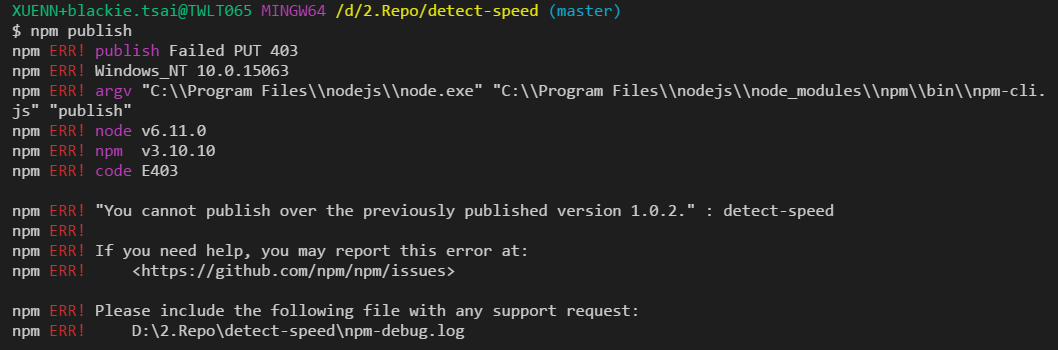 XUENN+blackie.tsai@TWLT065 MINGW64 /d/2.Repo/detect-speed (master)
$ npm publish
npm ERR! publish Failed PUT 403
npm ERR! Windows_NT 10.0.15063
npm ERR! argv "C:\\Program Files\\nodejs\\node.exe" "C:\\Program Files\\nodejs\\node_modules\\npm\\bin\\npm-cli.
js" "publish"
npm ERR! node v6.11.0
npm ERR! npm  v3.10.10
npm ERR! code E403
npm ERR! "You cannot publish over the previously published version 1.0.2." : detect-speed
npm ERR!
npm ERR! If you need help, you may report this error at:
npm ERR!     <https://github.com/npm/npm/issues>
npm ERR! Please include the following file with any support request:
npm ERR!     D:\2.Repo\detect-speed\npm-debug.log